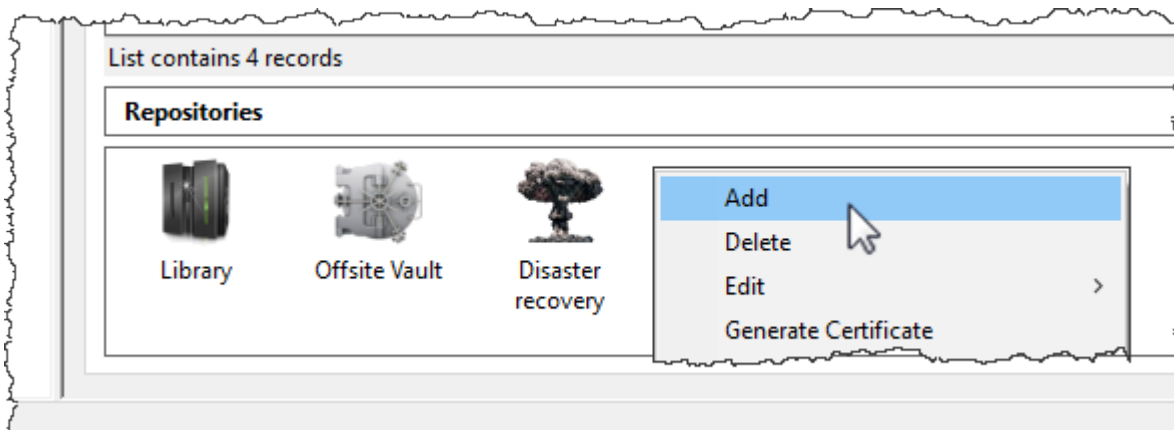 List contains 4 records
Repositories
Library
Offsite Vault
Disaster
recovery
Add
Delete
Edit
Generate Certificate